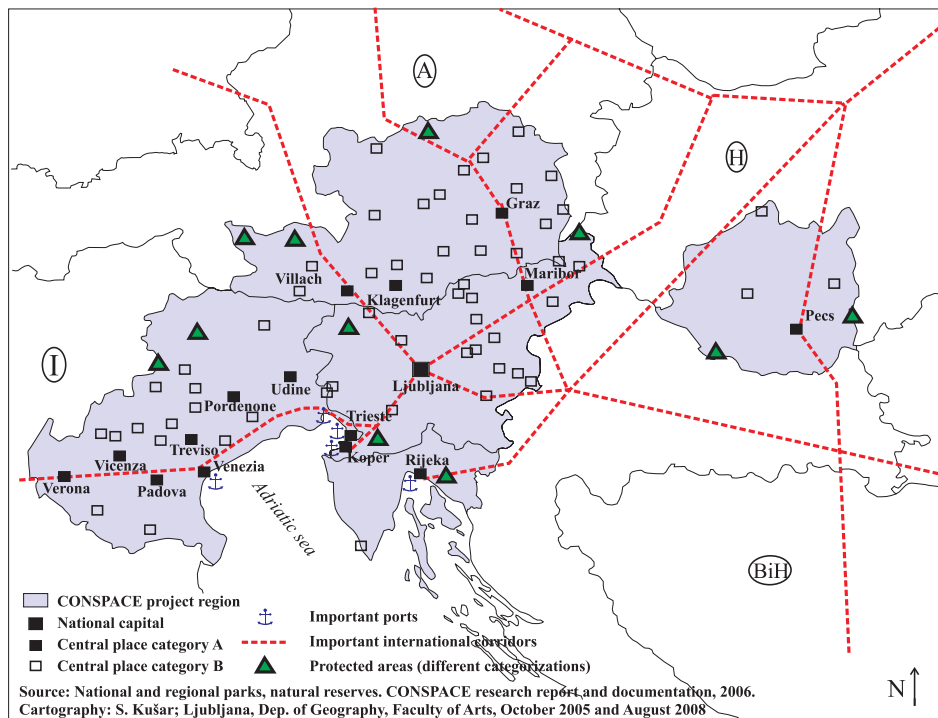 A
H
Graz
Villach
Maribor
Klagenfurt
Pecs
I
Ljubljana
Udine
Pordenone
Trieste
Treviso
Koper
Rijeka
Vicenza
Venezia
Verona
Padova
Adriatic sea
BiH
CONSPACE project region
National capital
Central place category A
Central place category B
Important ports
Important international corridors
Protected areas (different categorizations)
N
Source: National and regional parks, natural reserves. CONSPACE research report and documentation, 2006.
Cartography: S. Kušar; Ljubljana, Dep. of Geography, Faculty of Arts, October 2005 and August 2008